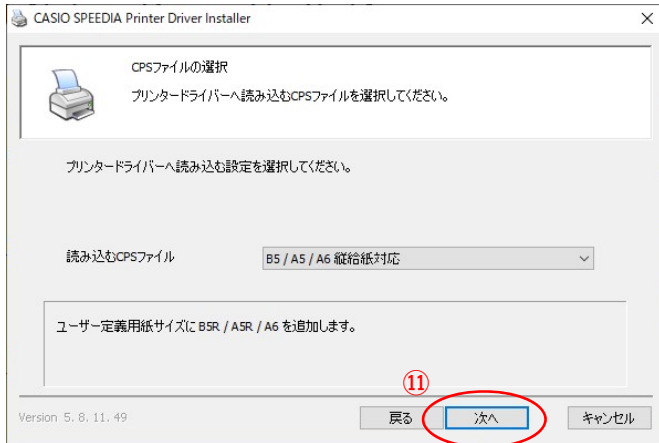 CASIO SPEEDIA Printer Driver Installer
CPSファイルの選択
プリンタードライバーへ読み込むCPSファイルを選択してください。
プリンタードライバーへ読み込む設定を選択してください。
読み込むCPSファイル
B5 / A5 / A6 縦給紙対応
ユーザー定義用紙サイズに B5R / A5R / A6 を追加します。
⑪
Version 5. 8. 11. 49
戻る
次へ
キャンセル